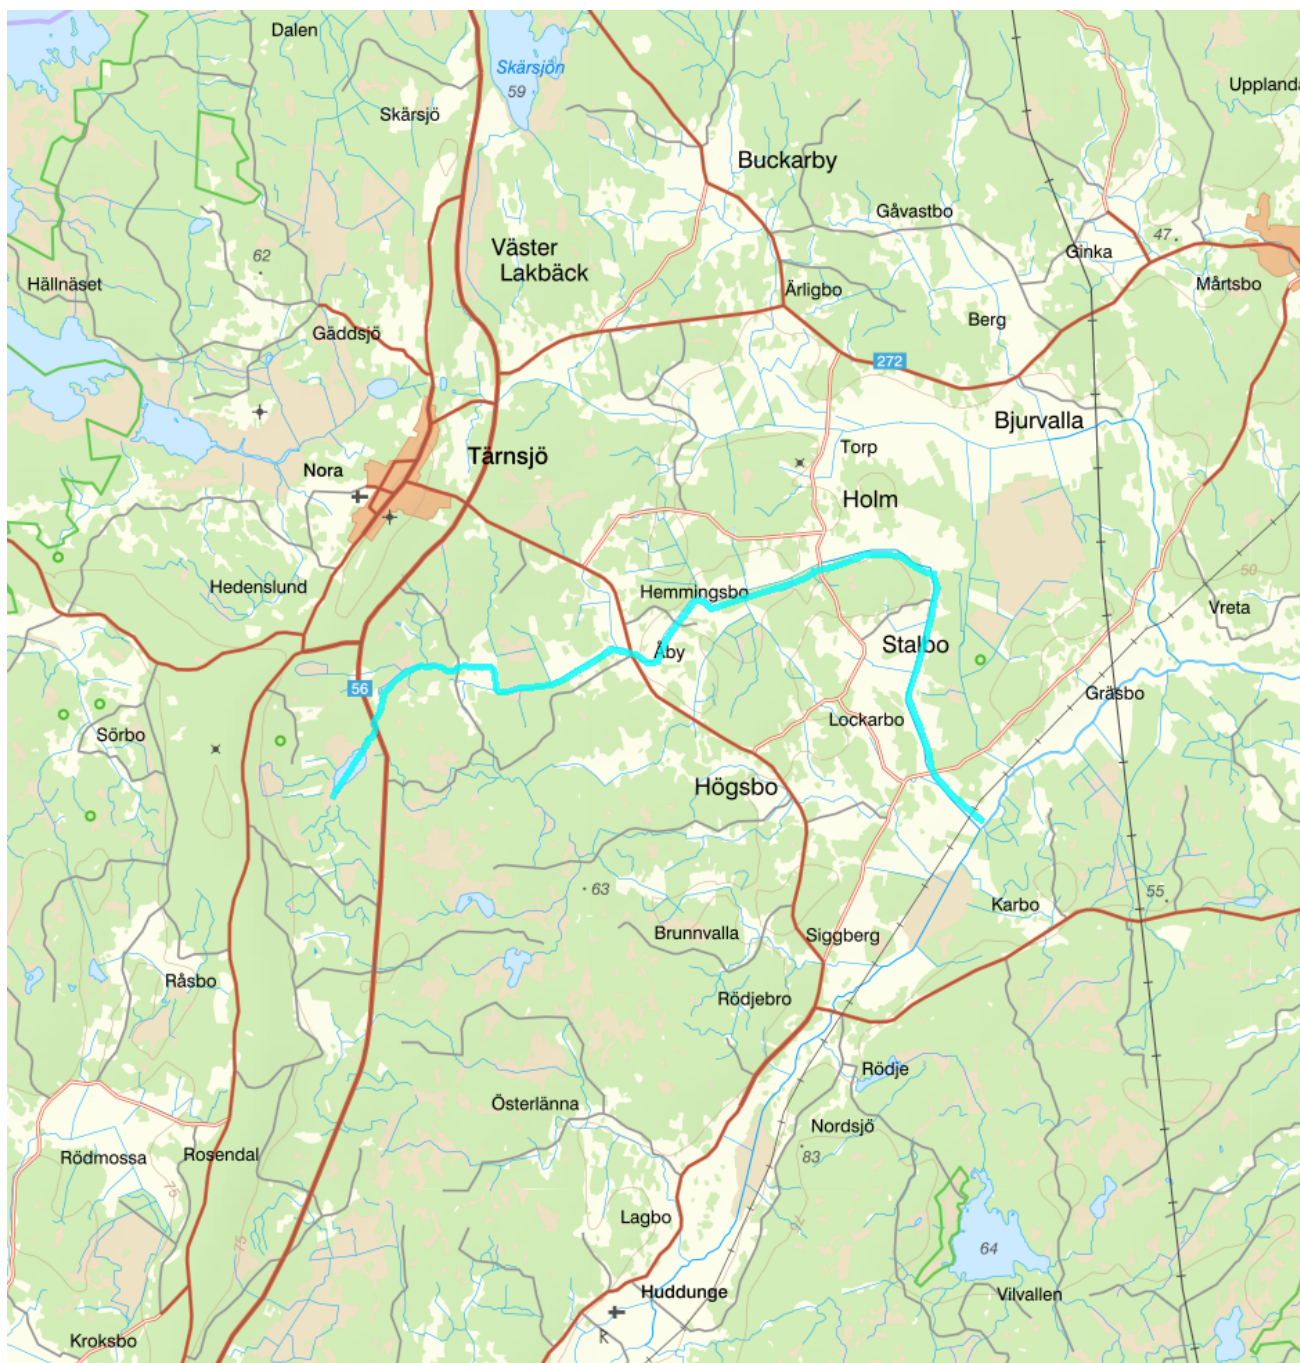 Dalen
Skärsjön
59
Upplanda
Skärsjö
Buckarby
Gåvastbo
47
Ginka
Väster
Lakbäck
62
Hällnäset
Ärligbo
Mårtsbo
Berg
Gäddsjö
272
Bjurvalla
Torp
Tärnsjö
Nora
Holm
50
Hedenslund
Hemmingsbo
Vreta
Åby
Stalbo
56
Gräsbo
Lockarbo
Sörbo
Högsbo
63
55
Karbo
Brunnvalla
Siggberg
Råsbo
Rödjebro
Rödje
Österlänna
Nordsjö
83
Rödmossa
Rosendal
75
Lagbo
92
75
64
Huddunge
Vilvallen
Kroksbo